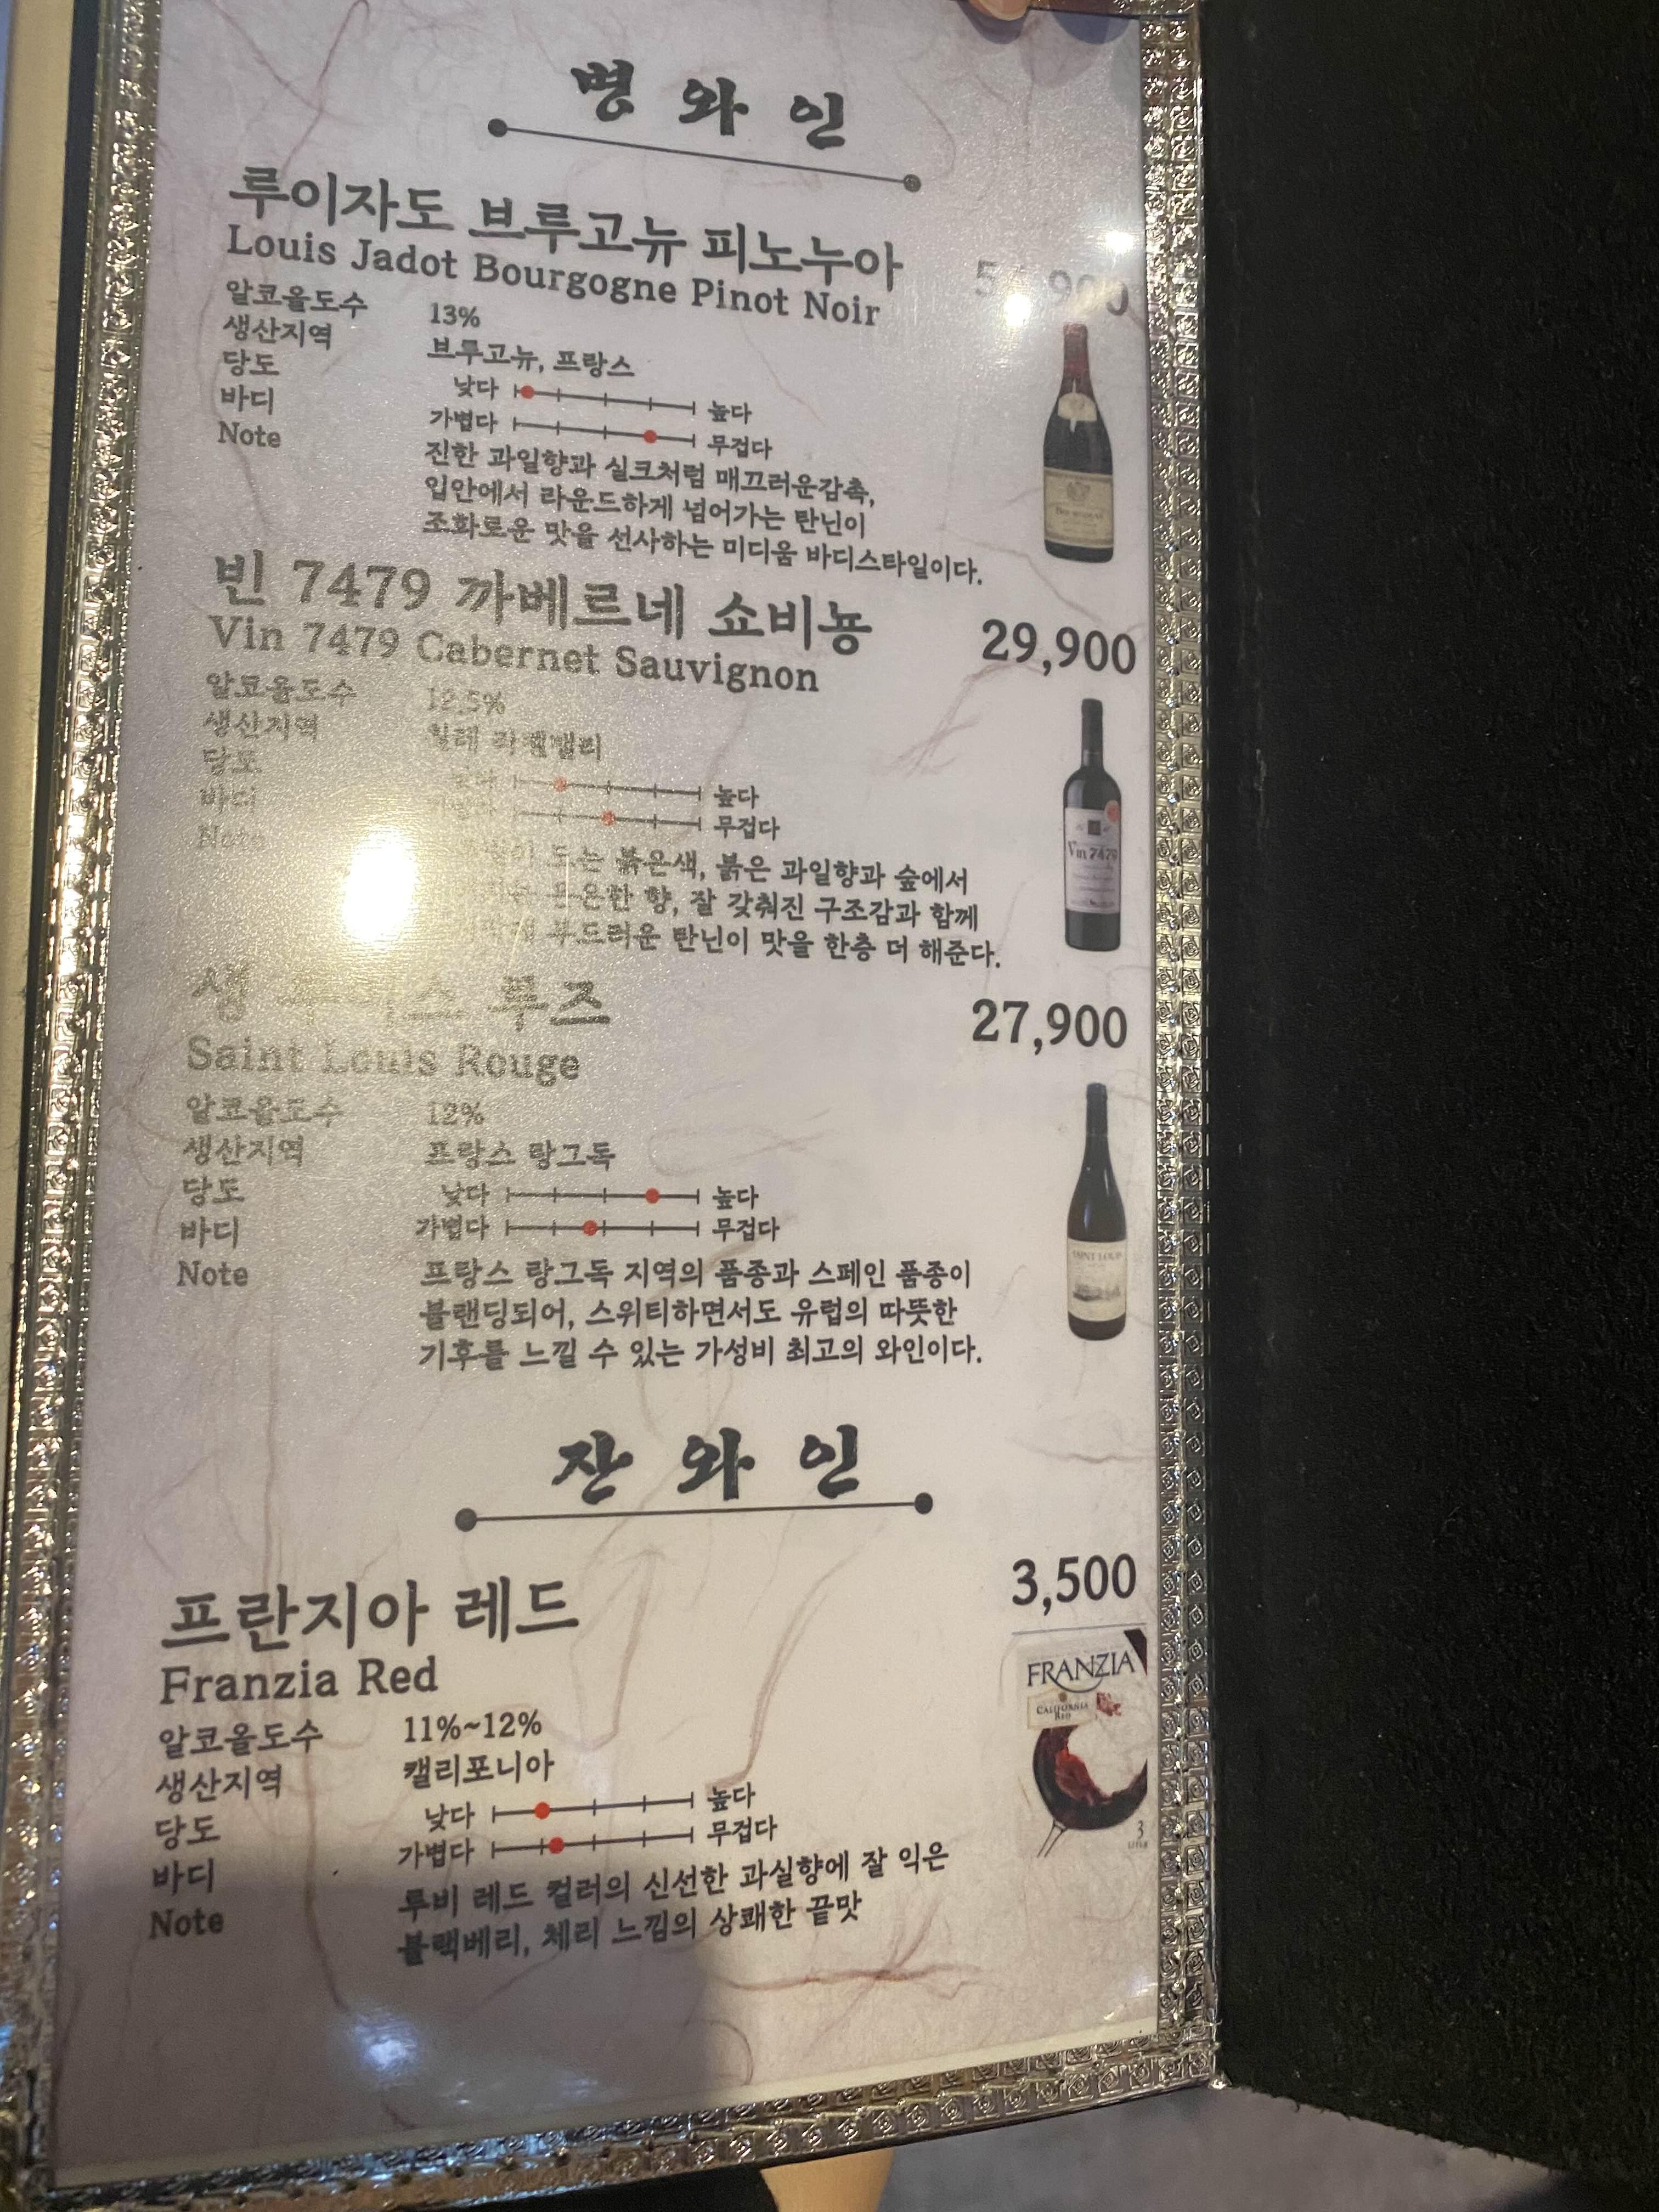 병 와 인
루이자도 브루고뉴 피노누아
Louis Jadot Bourgogne Pinot Noir
알코올도수 13%
생산지역 브루고뉴, 프랑스
당도 낮다 높다
바디 가볍다 무겁다
Note 진한 과일향과 실크처럼 매끄러운감촉,
입안에서 라운드하게 넘어가는 탄닌이
조화로운 맛을 선사하는 미디움 바디스타일이다.
빈 7479 까베르네 쇼비뇽 29,900
Vin 7479 Cabernet Sauvignon
알코올도수 12.5%
생산지역 칠레
당도 높다
바디 무겁다
Note 도는 붉은색, 붉은 과일향과 숲에서
은은한 향, 잘 갖춰진 구조감과 함께
부드러운 탄닌이 맛을 한층 더 해준다.
Vin 7479
생 루즈 27,900
Saint Louis Rouge
알코올도수 12%
생산지역 프랑스 랑그독
당도 낮다 높다
바디 가볍다 무겁다
Note 프랑스 랑그독 지역의 품종과 스페인 품종이
블랜딩되어, 스위티하면서도 유럽의 따뜻한
기후를 느낄 수 있는 가성비 최고의 와인이다.
SAINT LOUIS
잔 와 인
프란지아 레드 3,500
Franzia Red
알코올도수 11%~12%
생산지역 캘리포니아
당도 낮다 높다
바디 가볍다 무겁다
Note 루비 레드 컬러의 신선한 과실향에 잘 익은
블랙베리, 체리 느낌의 상쾌한 끝맛
FRANZIA
CALIFORNIA
RED
3